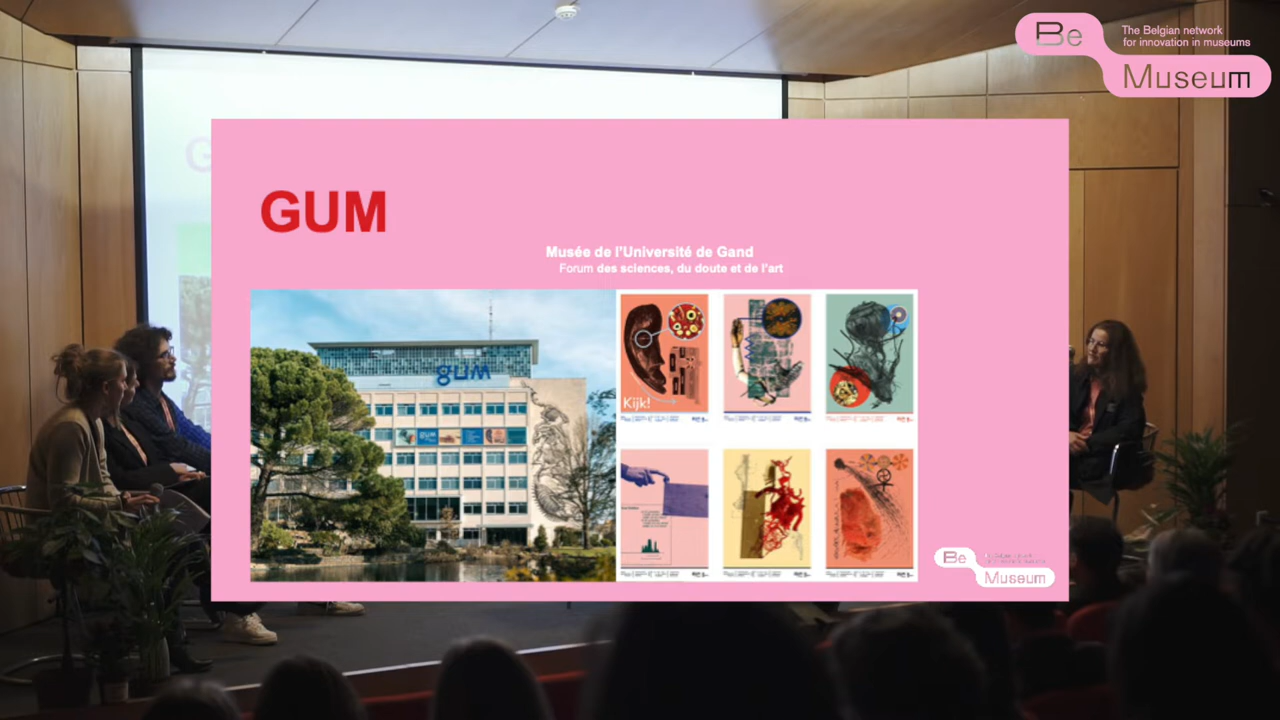 Be
The Belgian network
for innovation in museums
Museum
GUM
Musée de l'Université de Gand
Forum des sciences, du doute et de l'art
gum
Kijk!
Be
Museum